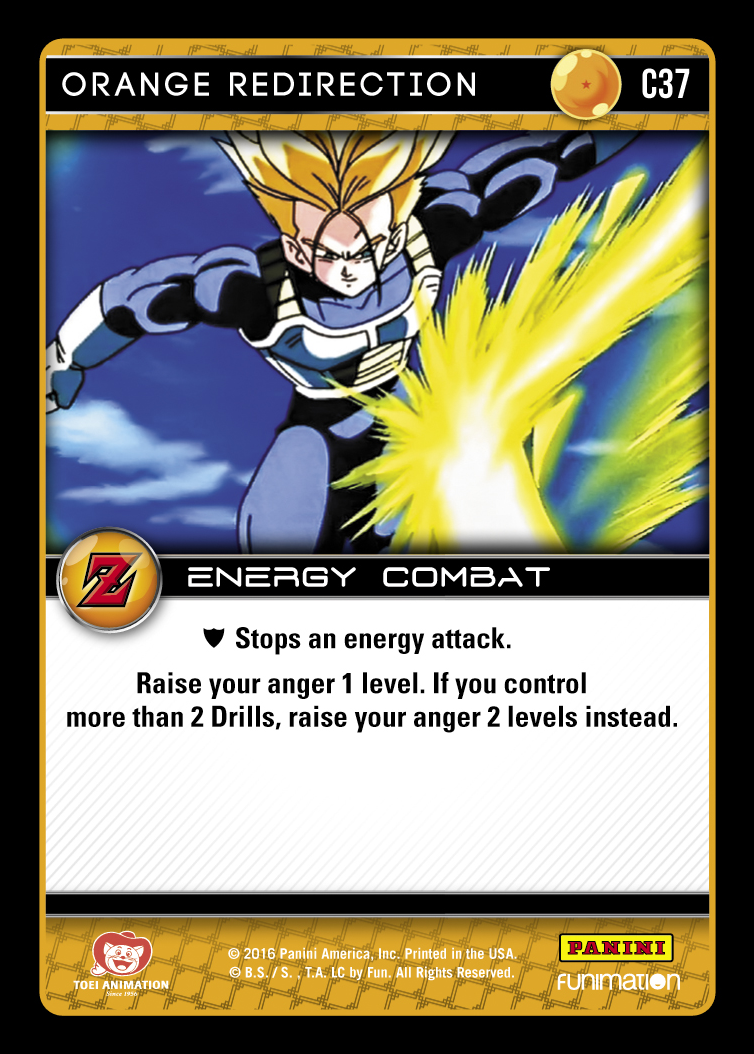 ORANGE REDIRECTION C37
Z ENERGY COMBAT
Stops an energy attack.
Raise your anger 1 level. If you control
more than 2 Drills, raise your anger 2 levels instead.
TOEI ANIMATION
Since 1956
© 2016 Panini America, Inc. Printed in the USA.
© B.S. / S. , T.A. LC by Fun. All Rights Reserved.
PANINI
FUNIMATION